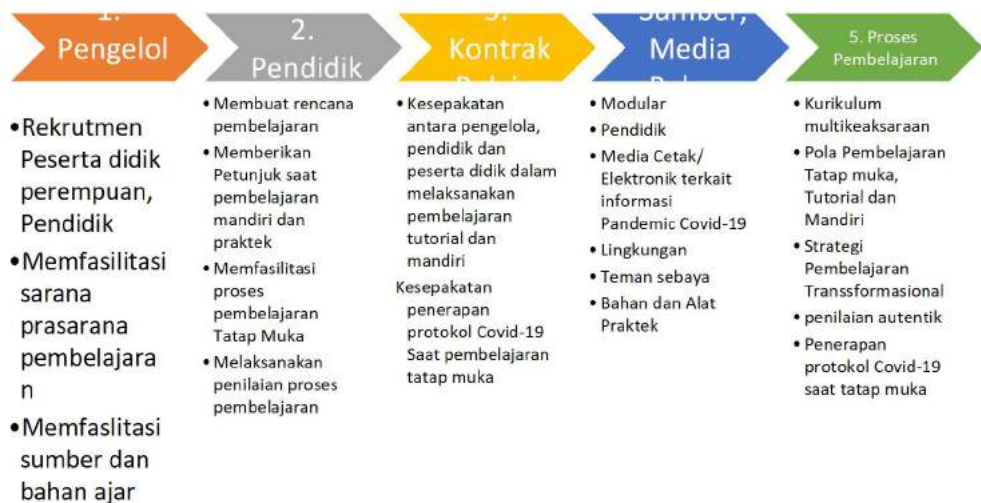 1.
Pengelol
•Rekrutmen
Peserta didik
perempuan,
Pendidik
•Memfasilitasi
sarana
prasarana
pembelajara
n
•Memfaslitasi
sumber dan
bahan ajar
2.
Pendidik
•Membuat rencana
pembelajaran
•Memberikan
Petunjuk saat
pembelajaran
mandiri dan
praktek
•Memfasilitasi
proses
pembelajaran
Tatap Muka
•Melaksanakan
penilaian proses
pembelajaran
Kontrak
•Kesepakatan
antara pengelola,
pendidik dan
peserta didik dalam
melaksanakan
pembelajaran
tutorial dan
mandiri
Kesepakatan
penerapan
protokol Covid-19
Saat pembelajaran
tatap muka
Sumber,
Media
•Modular
•Pendidik
•Media Cetak/
Elektronik terkait
informasi
Pandemic Covid-19
•Lingkungan
•Teman sebaya
•Bahan dan Alat
Praktek
5. Proses
Pembelajaran
•Kurikulum
multikeaksaraan
•Pola Pembelajaran
Tatap muka,
Tutorial dan
Mandiri
•Strategi
Pembelajaran
Transsformasional
•penilaian autentik
•Penerapan
protokol Covid-19
saat tatap muka